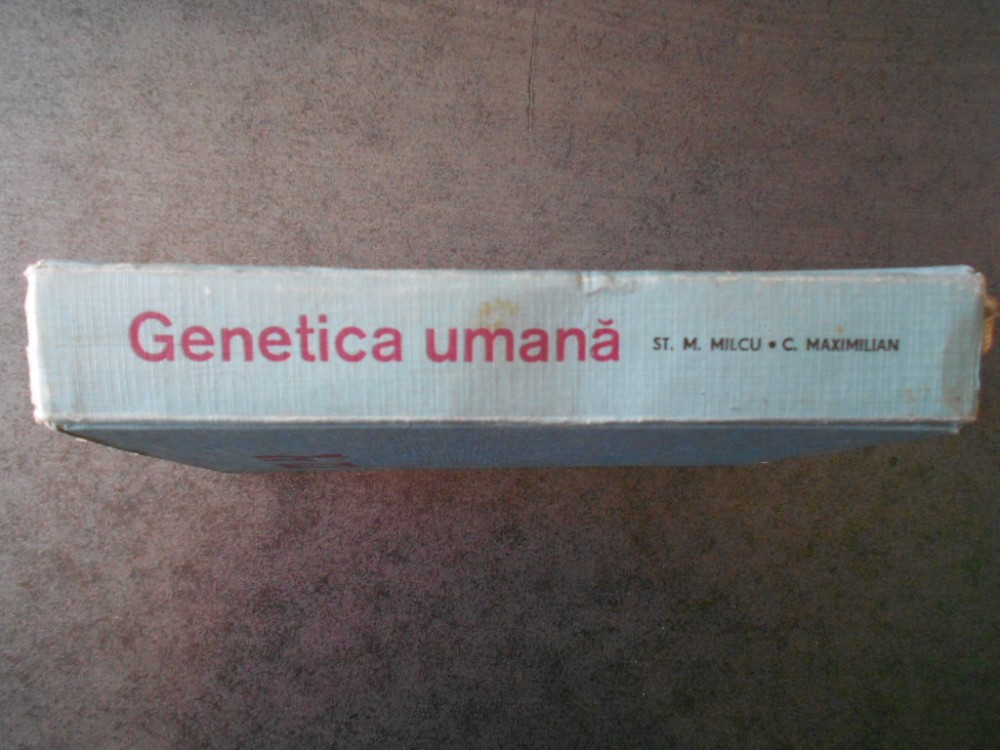 Genetica umană ST. M. MILCU • C. MAXIMILIAN